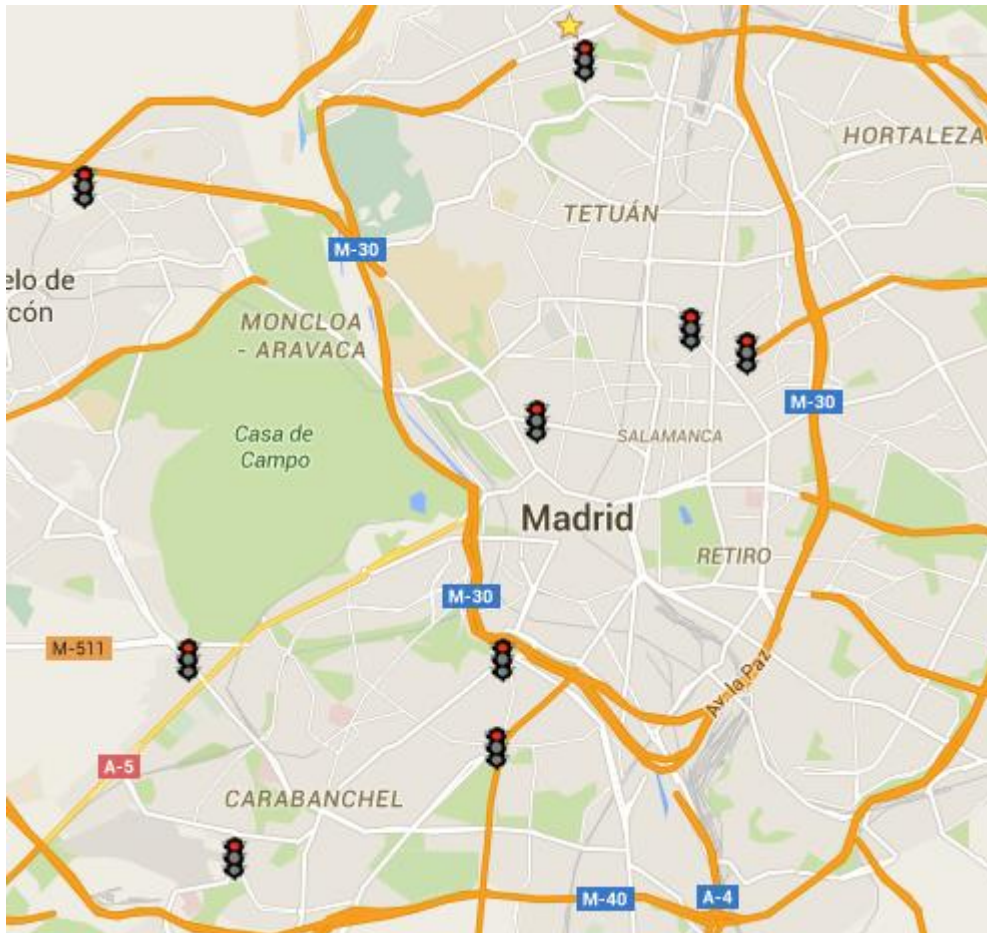 HORTALEZA
TETUÁN
M-30
elo de
rcón
MONCLOA
- ARAVACA
M-30
Casa de
Campo
SALAMANCA
Madrid
RETIRO
M-30
M-511
Av. la Paz
A-5
CARABANCHEL
M-40
A-4